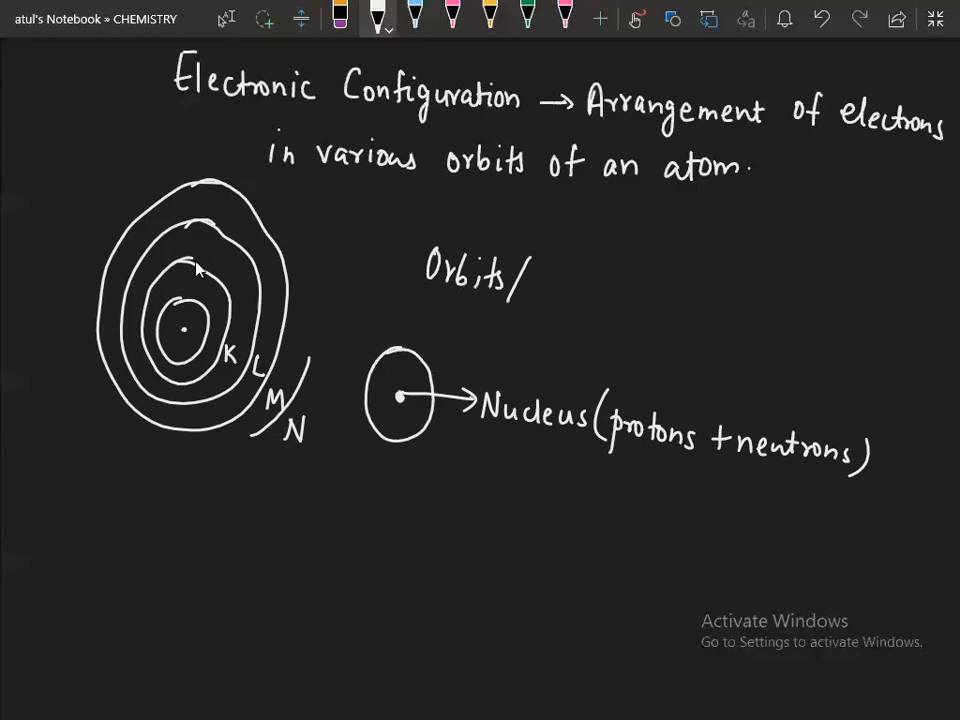 atul's Notebook » CHEMISTRY
Electronic Configuration → Arrangement of electrons
in various orbits of an atom.
Orbits/
K
L
M
N
Nucleus (protons + neutrons)
Activate Windows
Go to Settings to activate Windows.